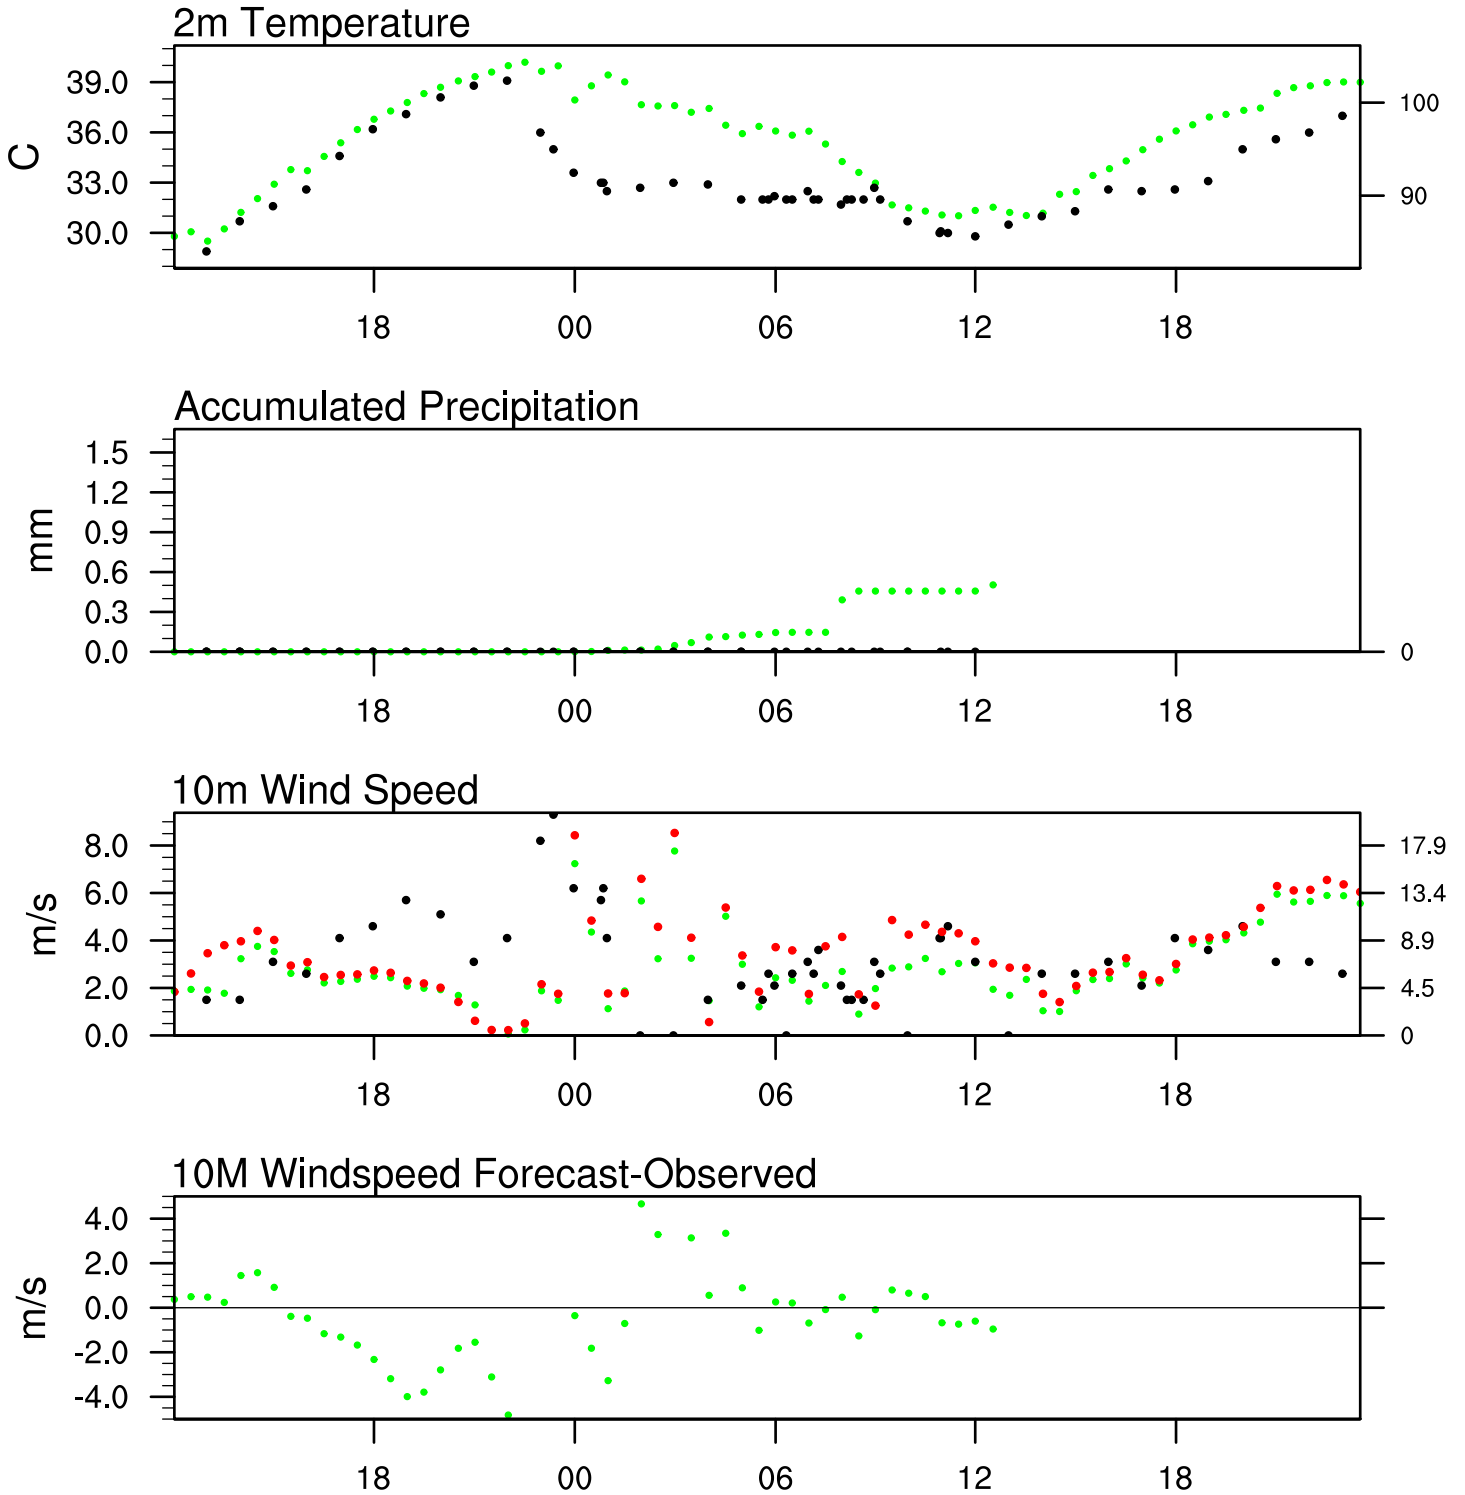 2m Temperature
39.0
36.0
33.0
30.0
C
100
90
18 00 06 12 18
Accumulated Precipitation
1.5
1.2
0.9
0.6
0.3
0.0
mm
0
18 00 06 12 18
10m Wind Speed
8.0
6.0
4.0
2.0
0.0
m/s
17.9
13.4
8.9
4.5
0
18 00 06 12 18
10M Windspeed Forecast-Observed
4.0
2.0
0.0
-2.0
-4.0
m/s
18 00 06 12 18